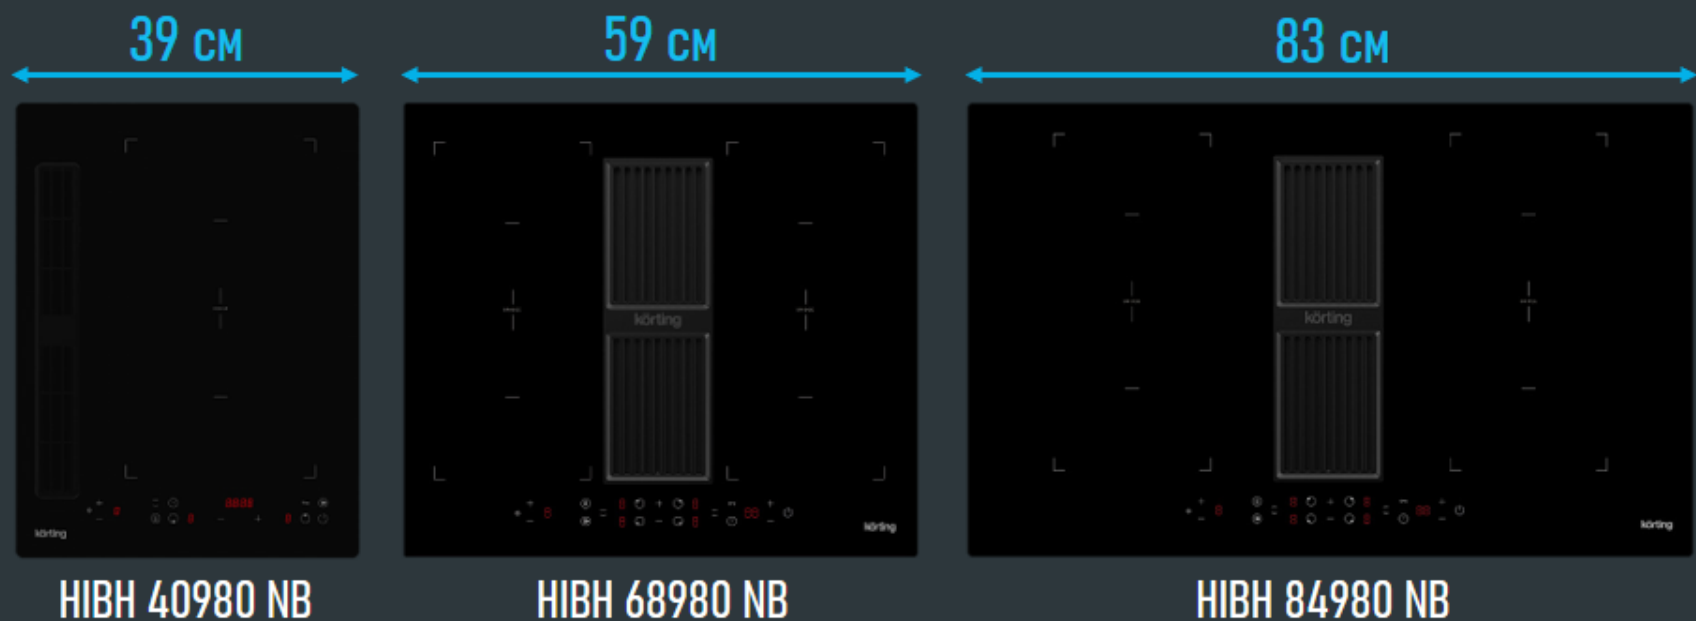 39 см
59 см
83 см
körting
körting
körting
körting
körting
HIBH 40980 NB
HIBH 68980 NB
HIBH 84980 NB